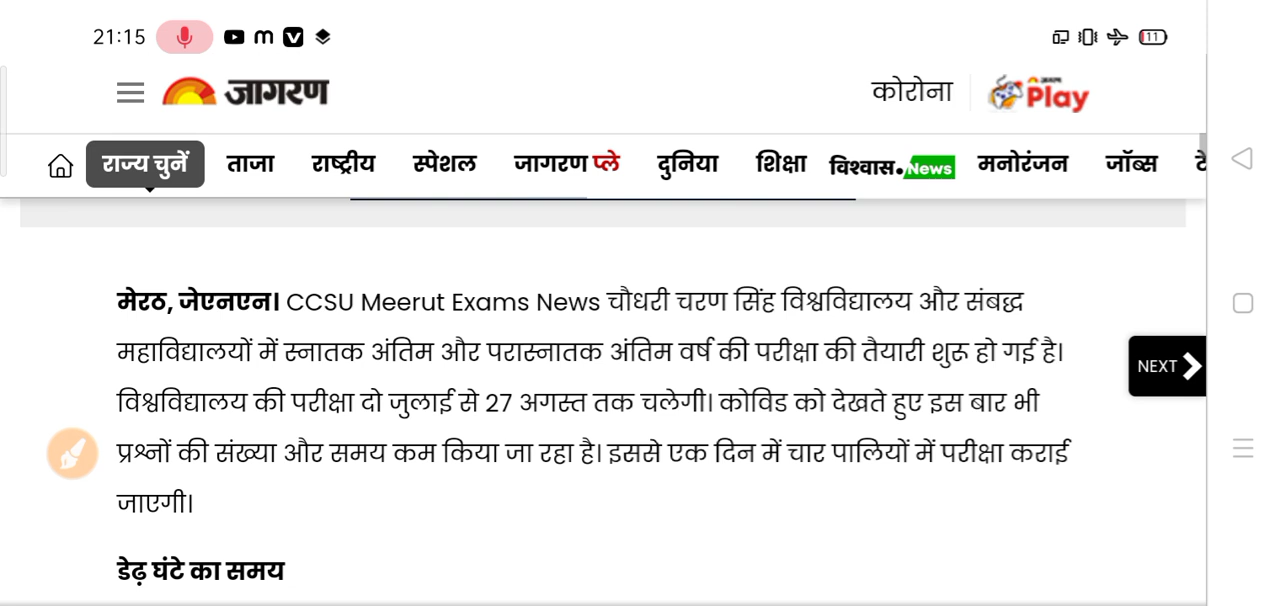 21:15
11
जागरण
कोरोना
जागरण Play
राज्य चुनें ताजा राष्ट्रीय स्पेशल जागरण प्ले दुनिया शिक्षा विश्वास.News मनोरंजन जॉब्स टे
मेरठ, जेएनएन। CCSU Meerut Exams News चौधरी चरण सिंह विश्वविद्यालय और संबद्ध
महाविद्यालयों में स्नातक अंतिम और परास्नातक अंतिम वर्ष की परीक्षा की तैयारी शुरू हो गई है।
विश्वविद्यालय की परीक्षा दो जुलाई से 27 अगस्त तक चलेगी। कोविड को देखते हुए इस बार भी
प्रश्नों की संख्या और समय कम किया जा रहा है। इससे एक दिन में चार पालियों में परीक्षा कराई
जाएगी।
NEXT
डेढ़ घंटे का समय